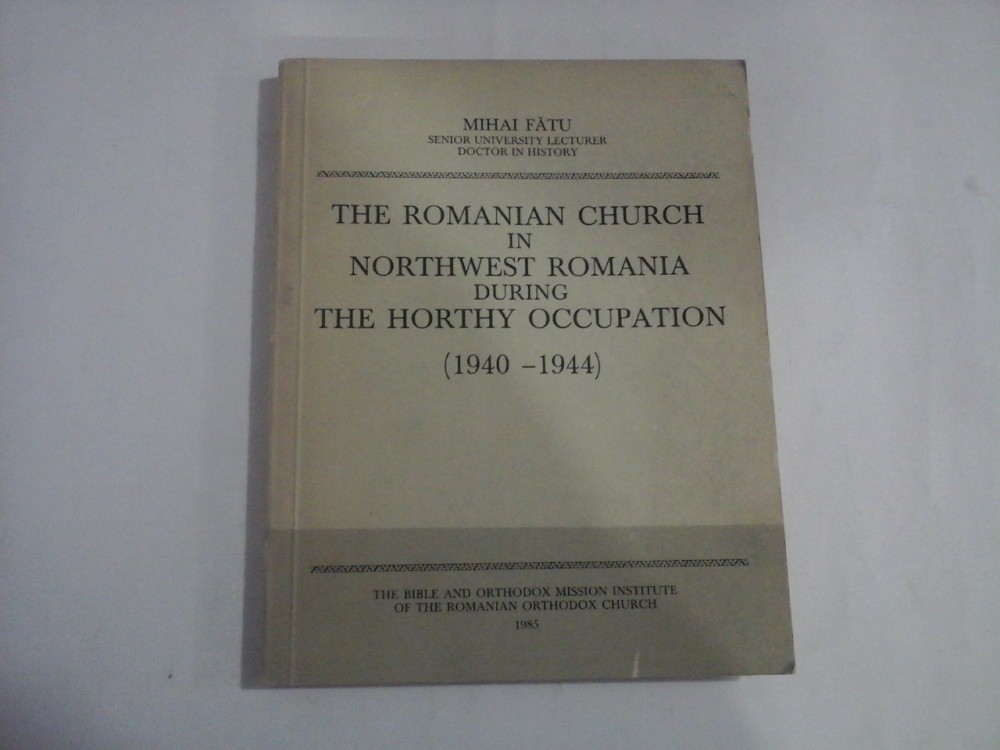 MIHAI FĂTU
SENIOR UNIVERSITY LECTURER
DOCTOR IN HISTORY
THE ROMANIAN CHURCH
IN
NORTHWEST ROMANIA
DURING
THE HORTHY OCCUPATION
(1940 –1944)
THE BIBLE AND ORTHODOX MISSION INSTITUTE
OF THE ROMANIAN ORTHODOX CHURCH
1985